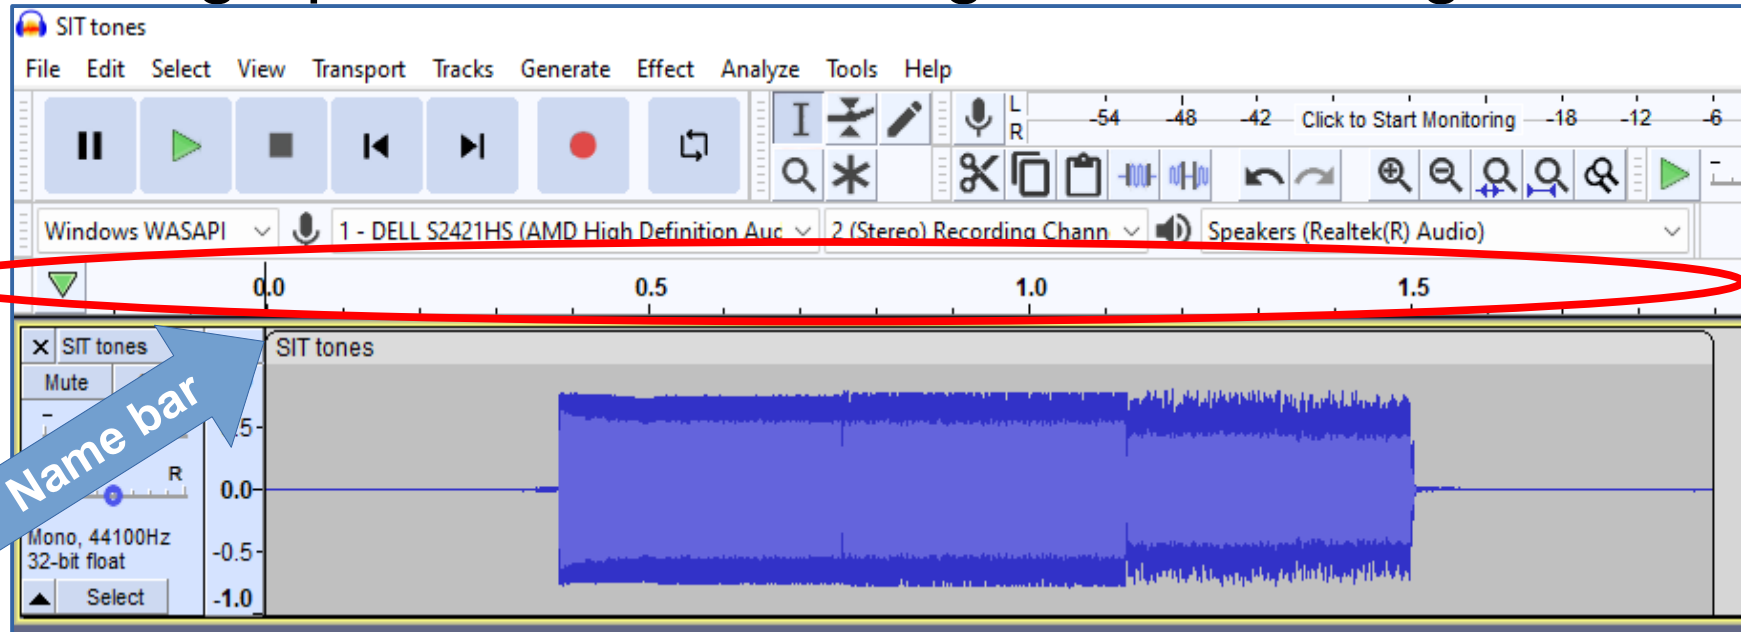 SIT tones
File Edit Select View Transport Tracks Generate Effect Analyze Tools Help
L
R
-54 -48 -42 Click to Start Monitoring -18 -12 -6
Windows WASAPI 1 - DELL S2421HS (AMD High Definition Aud 2 (Stereo) Recording Chann Speakers (Realtek(R) Audio)
0.0 0.5 1.0 1.5
SIT tones SIT tones
Mute
Name bar
.5
R
0.0
Mono, 44100Hz
32-bit float
-0.5
Select -1.0